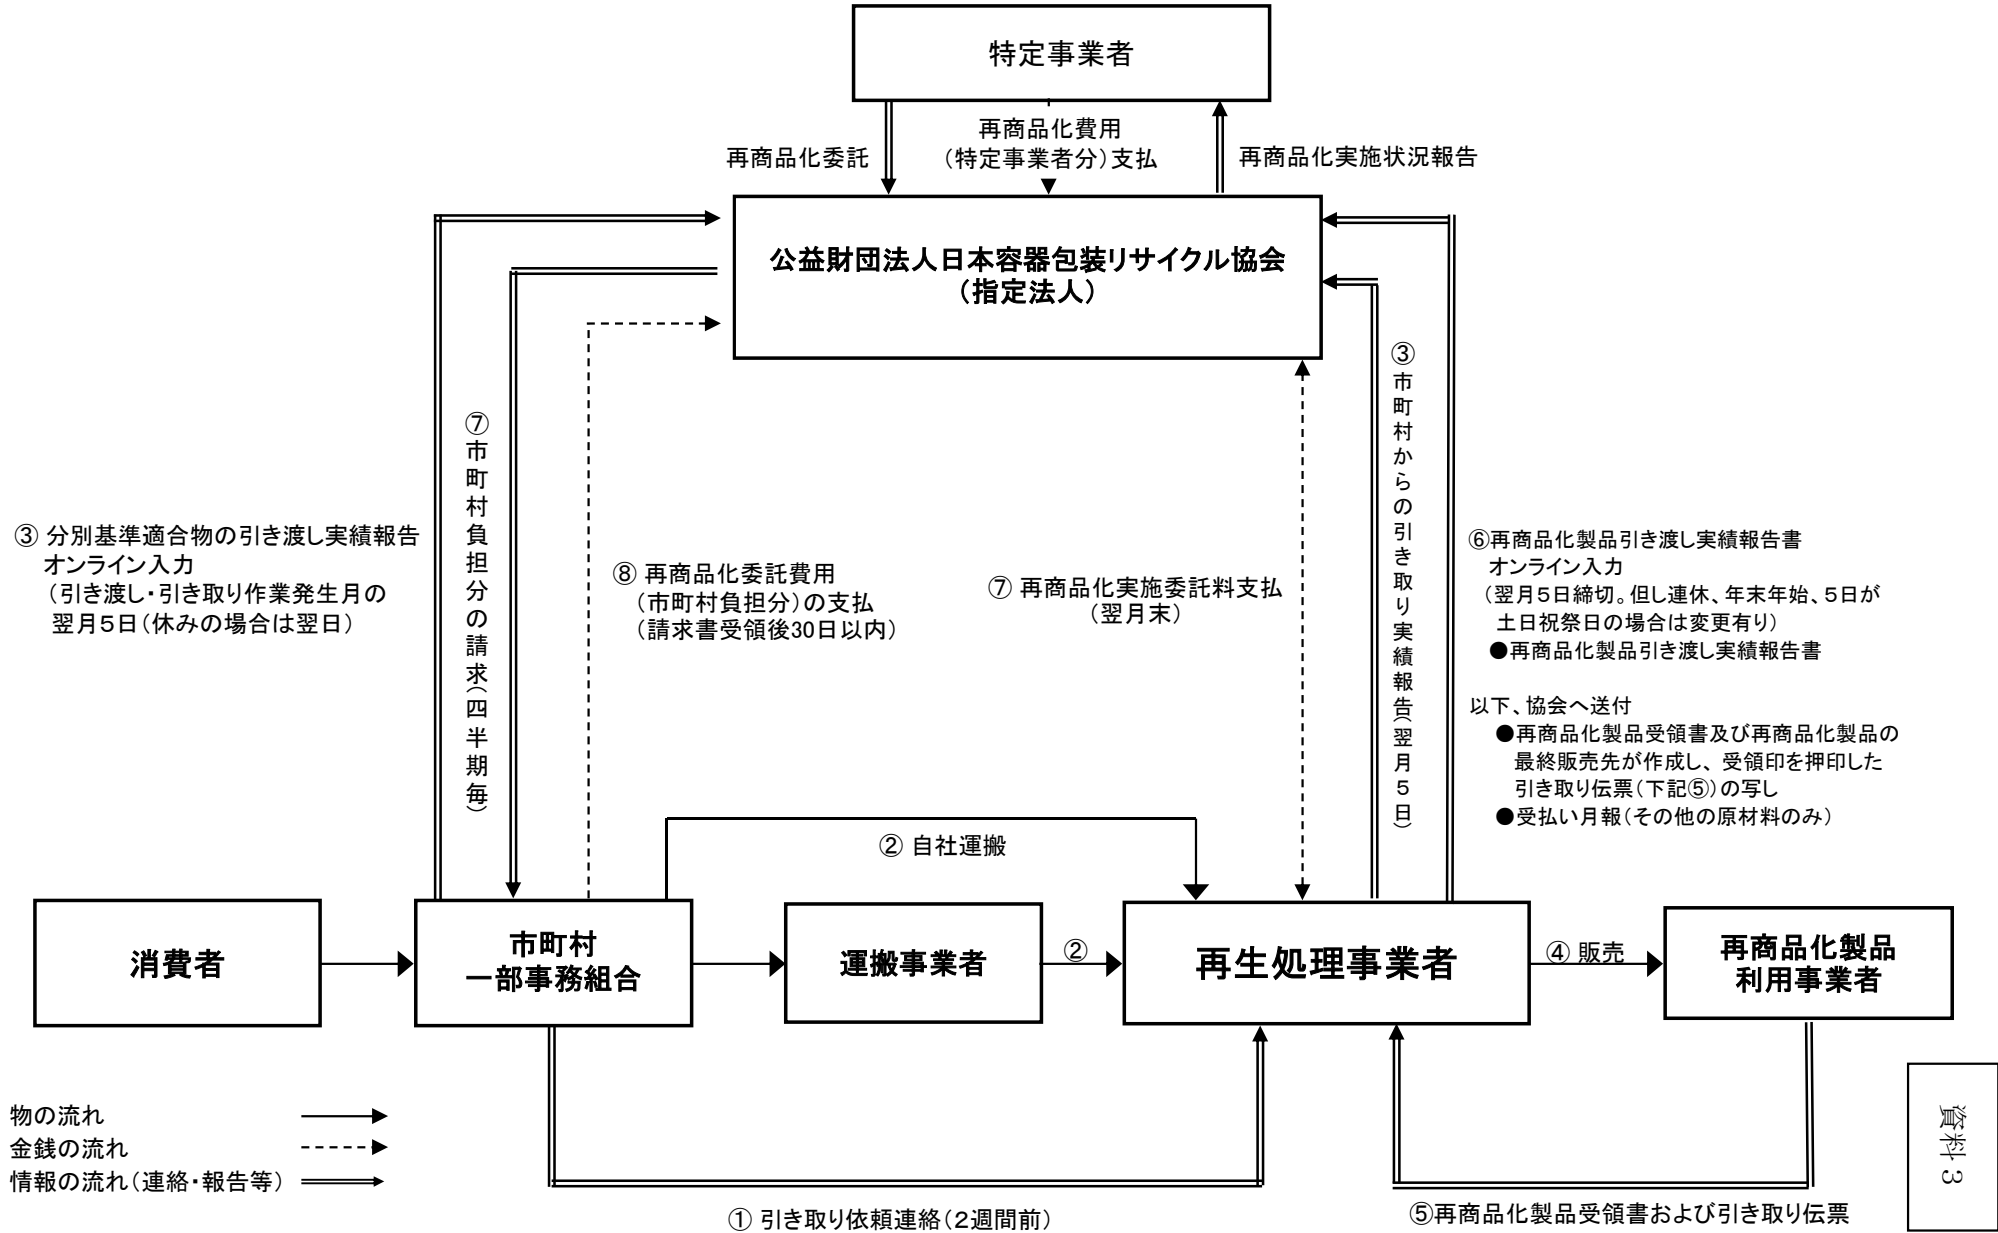 特定事業者
再商品化委託
再商品化費用
（特定事業者分）支払
再商品化実施状況報告
公益財団法人日本容器包装リサイクル協会
（指定法人）
③ 分別基準適合物の引き渡し実績報告
オンライン入力
（引き渡し・引き取り作業発生月の
翌月５日（休みの場合は翌日）
⑦市町村負担分の請求（四半期毎）
⑧ 再商品化委託費用
（市町村負担分）の支払
（請求書受領後30日以内）
⑦ 再商品化実施委託料支払
（翌月末）
③市町村からの引き取り実績報告（翌月５日）
⑥再商品化製品引き渡し実績報告書
オンライン入力
（翌月５日締切。但し連休、年末年始、５日が
土日祝祭日の場合は変更有り）
●再商品化製品引き渡し実績報告書
以下、協会へ送付
●再商品化製品受領書及び再商品化製品の
最終販売先が作成し、受領印を押印した
引き取り伝票（下記⑤）の写し
●受払い月報（その他の原材料のみ）
② 自社運搬
消費者
市町村
一部事務組合
運搬事業者
②
再生処理事業者
④ 販売
再商品化製品
利用事業者
物の流れ
金銭の流れ
情報の流れ（連絡・報告等）
① 引き取り依頼連絡（２週間前）
⑤再商品化製品受領書および引き取り伝票
資料３